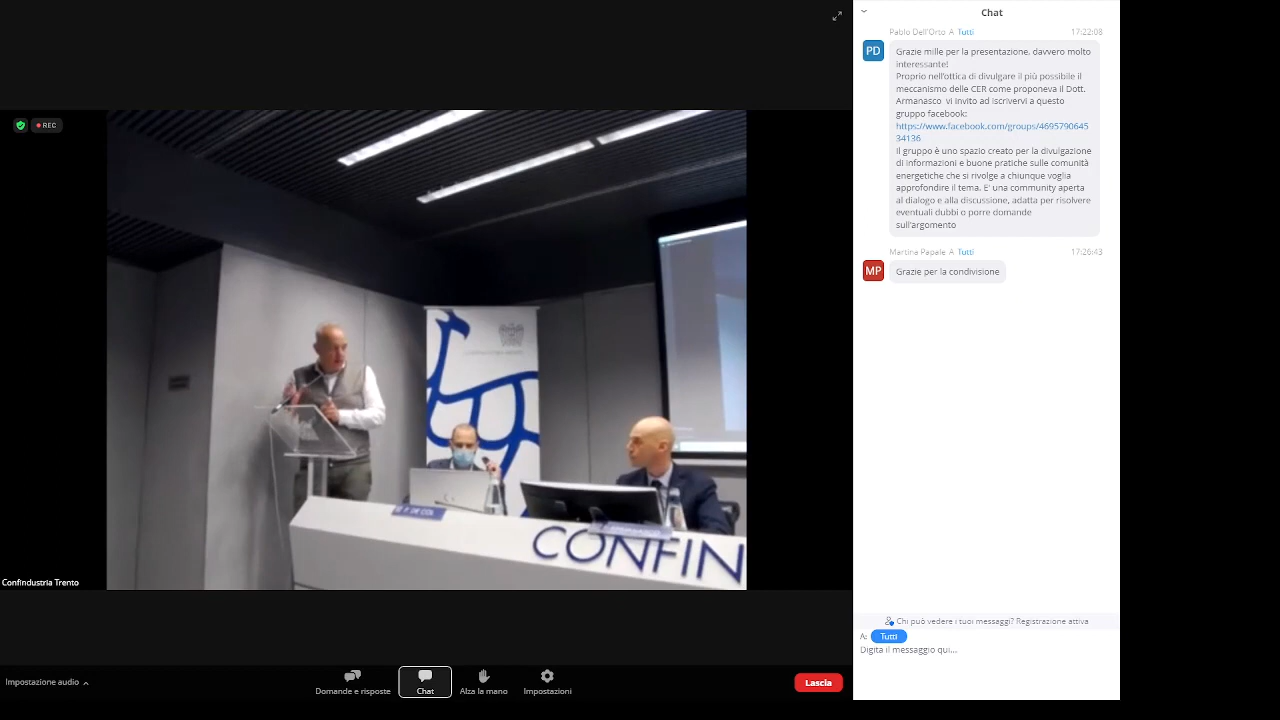 REC
CONFIN
Confindustria Trento
Impostazione audio
Domande e risposte
Chat
Alza la mano
Impostazioni
Lascia
Chat
Pablo Dell'Orto A Tutti 17:22:08
PD
Grazie mille per la presentazione, davvero molto
interessante!
Proprio nell'ottica di divulgare il più possibile il
meccanismo delle CER come proponeva il Dott.
Armanasco vi invito ad iscrivervi a questo
gruppo facebook:
https://www.facebook.com/groups/4695790645
34136
Il gruppo è uno spazio creato per la divulgazione
di informazioni e buone pratiche sulle comunità
energetiche che si rivolge a chiunque voglia
approfondire il tema. E' una community aperta
al dialogo e alla discussione, adatta per risolvere
eventuali dubbi o porre domande
sull'argomento
Martina Papale A Tutti 17:26:43
MP
Grazie per la condivisione
Chi può vedere i tuoi messaggi? Registrazione attiva
A: Tutti
Digita il messaggio qui...